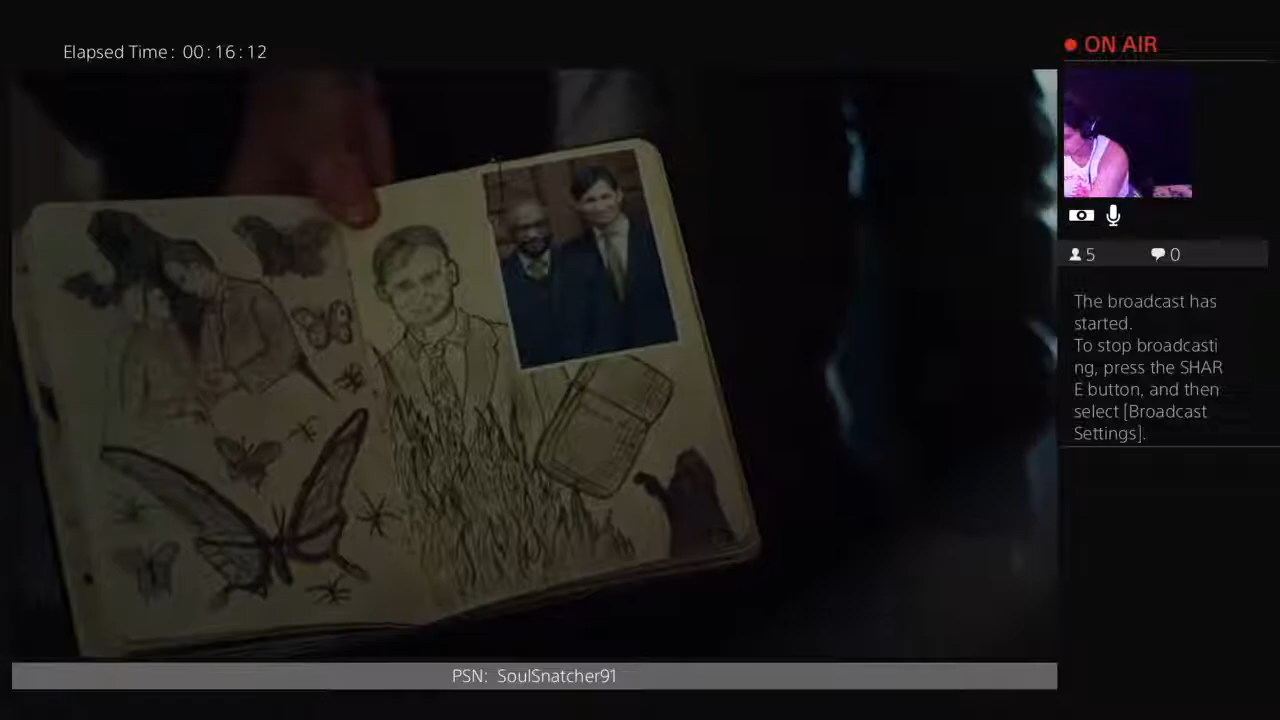 Elapsed Time: 00:16:12
ON AIR
5
0
The broadcast has
started.
To stop broadcasti
ng, press the SHAR
E button, and then
select [Broadcast
Settings].
PSN: SoulSnatcher91